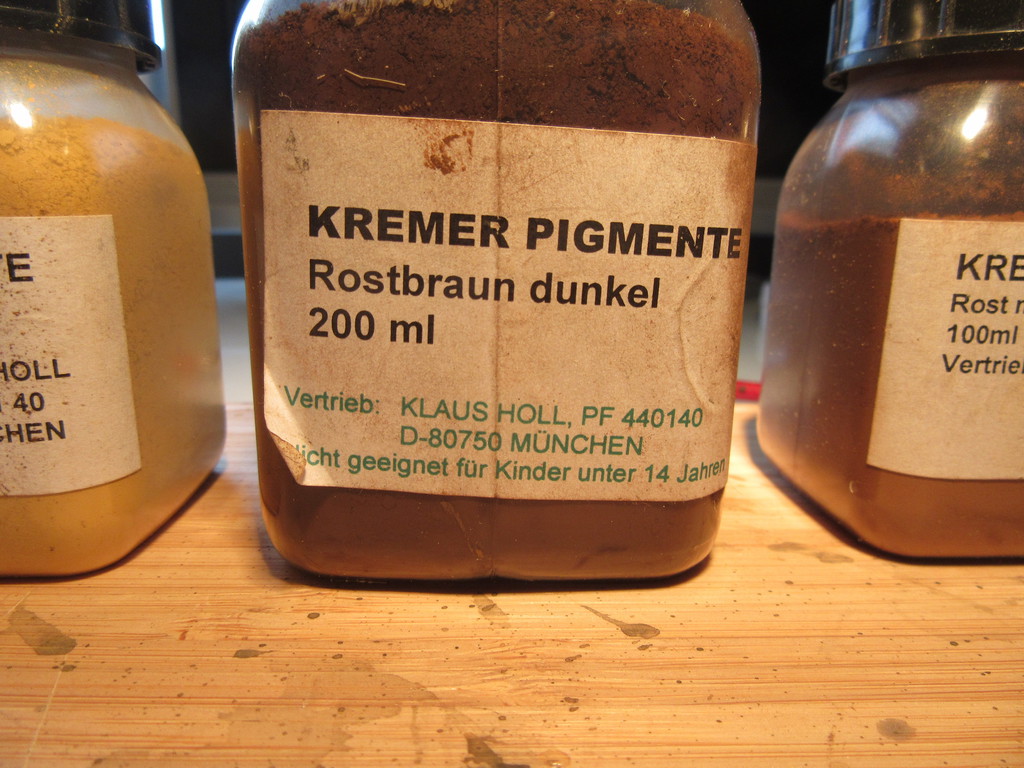 TE
HOLL
40
CHEN
KREMER PIGMENTE
Rostbraun dunkel
200 ml
Vertrieb: KLAUS HOLL, PF 440140
D-80750 MÜNCHEN
icht geeignet für Kinder unter 14 Jahren
KRE
Rost
100ml
Vertrie